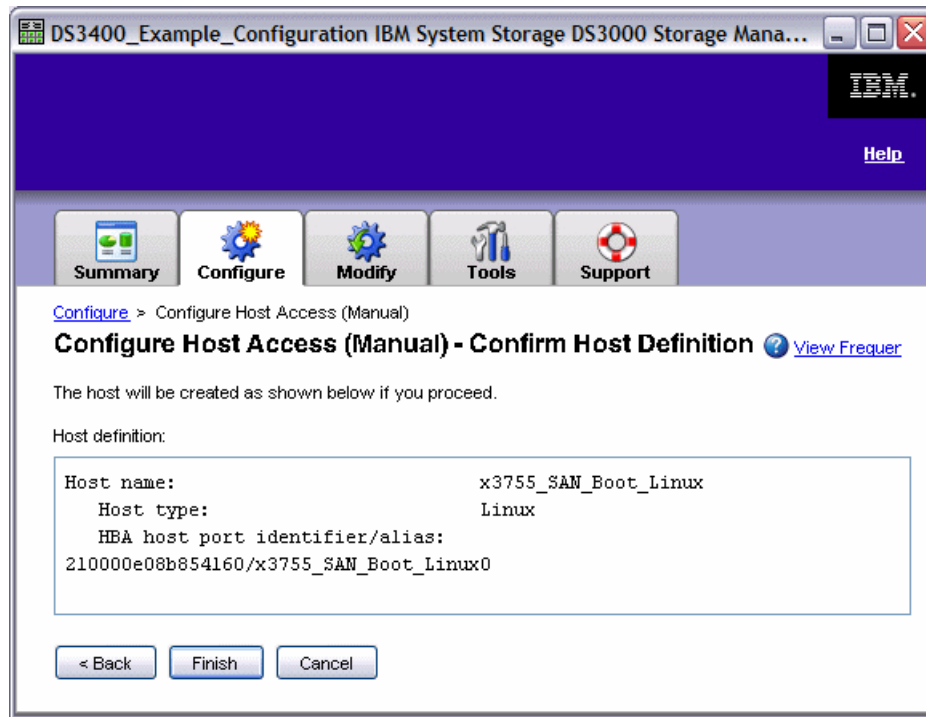 DS3400_Example_Configuration IBM System Storage DS3000 Storage Mana...
IBM.
Help
Summary
Configure
Modify
Tools
Support
Configure > Configure Host Access (Manual)
Configure Host Access (Manual) - Confirm Host Definition ? View Frequer
The host will be created as shown below if you proceed.
Host definition:
Host name: x3755_SAN_Boot_Linux
Host type: Linux
HBA host port identifier/alias:
210000e08b854160/x3755_SAN_Boot_Linux0
< Back
Finish
Cancel